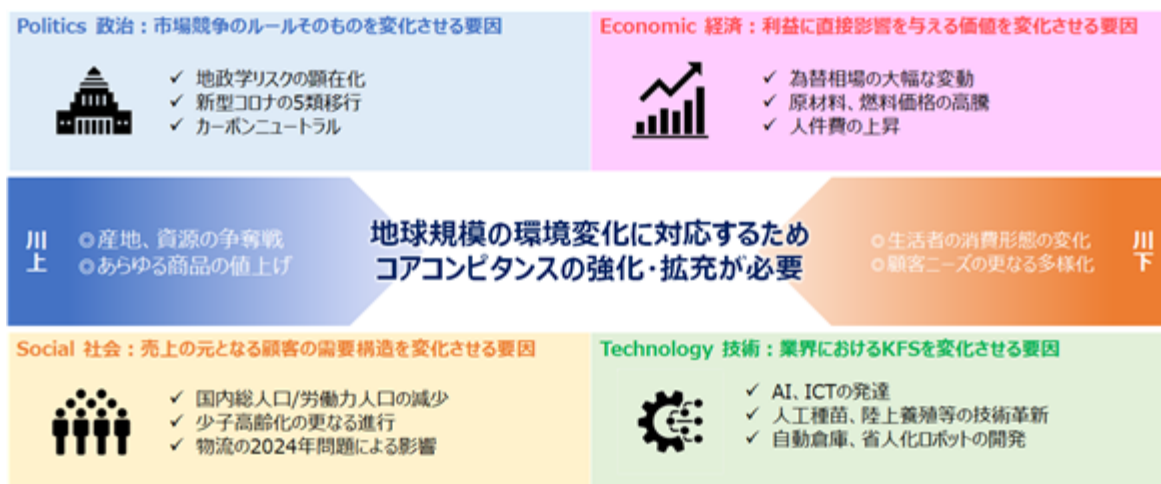 Politics 政治：市場競争のルールそのものを変化させる要因
✓ 地政学リスクの顕在化
✓ 新型コロナの5類移行
✓ カーボンニュートラル
Economic 経済：利益に直接影響を与える価値を変化させる要因
✓ 為替相場の大幅な変動
✓ 原材料、燃料価格の高騰
✓ 人件費の上昇
川上
◎産地、資源の争奪戦
◎あらゆる商品の値上げ
地球規模の環境変化に対応するため
コアコンピタンスの強化・拡充が必要
◎生活者の消費形態の変化
◎顧客ニーズの更なる多様化
川下
Social 社会：売上の元となる顧客の需要構造を変化させる要因
✓ 国内総人口/労働力人口の減少
✓ 少子高齢化の更なる進行
✓ 物流の2024年問題による影響
Technology 技術：業界におけるKFSを変化させる要因
✓ AI、ICTの発達
✓ 人工種苗、陸上養殖等の技術革新
✓ 自動倉庫、省人化ロボットの開発